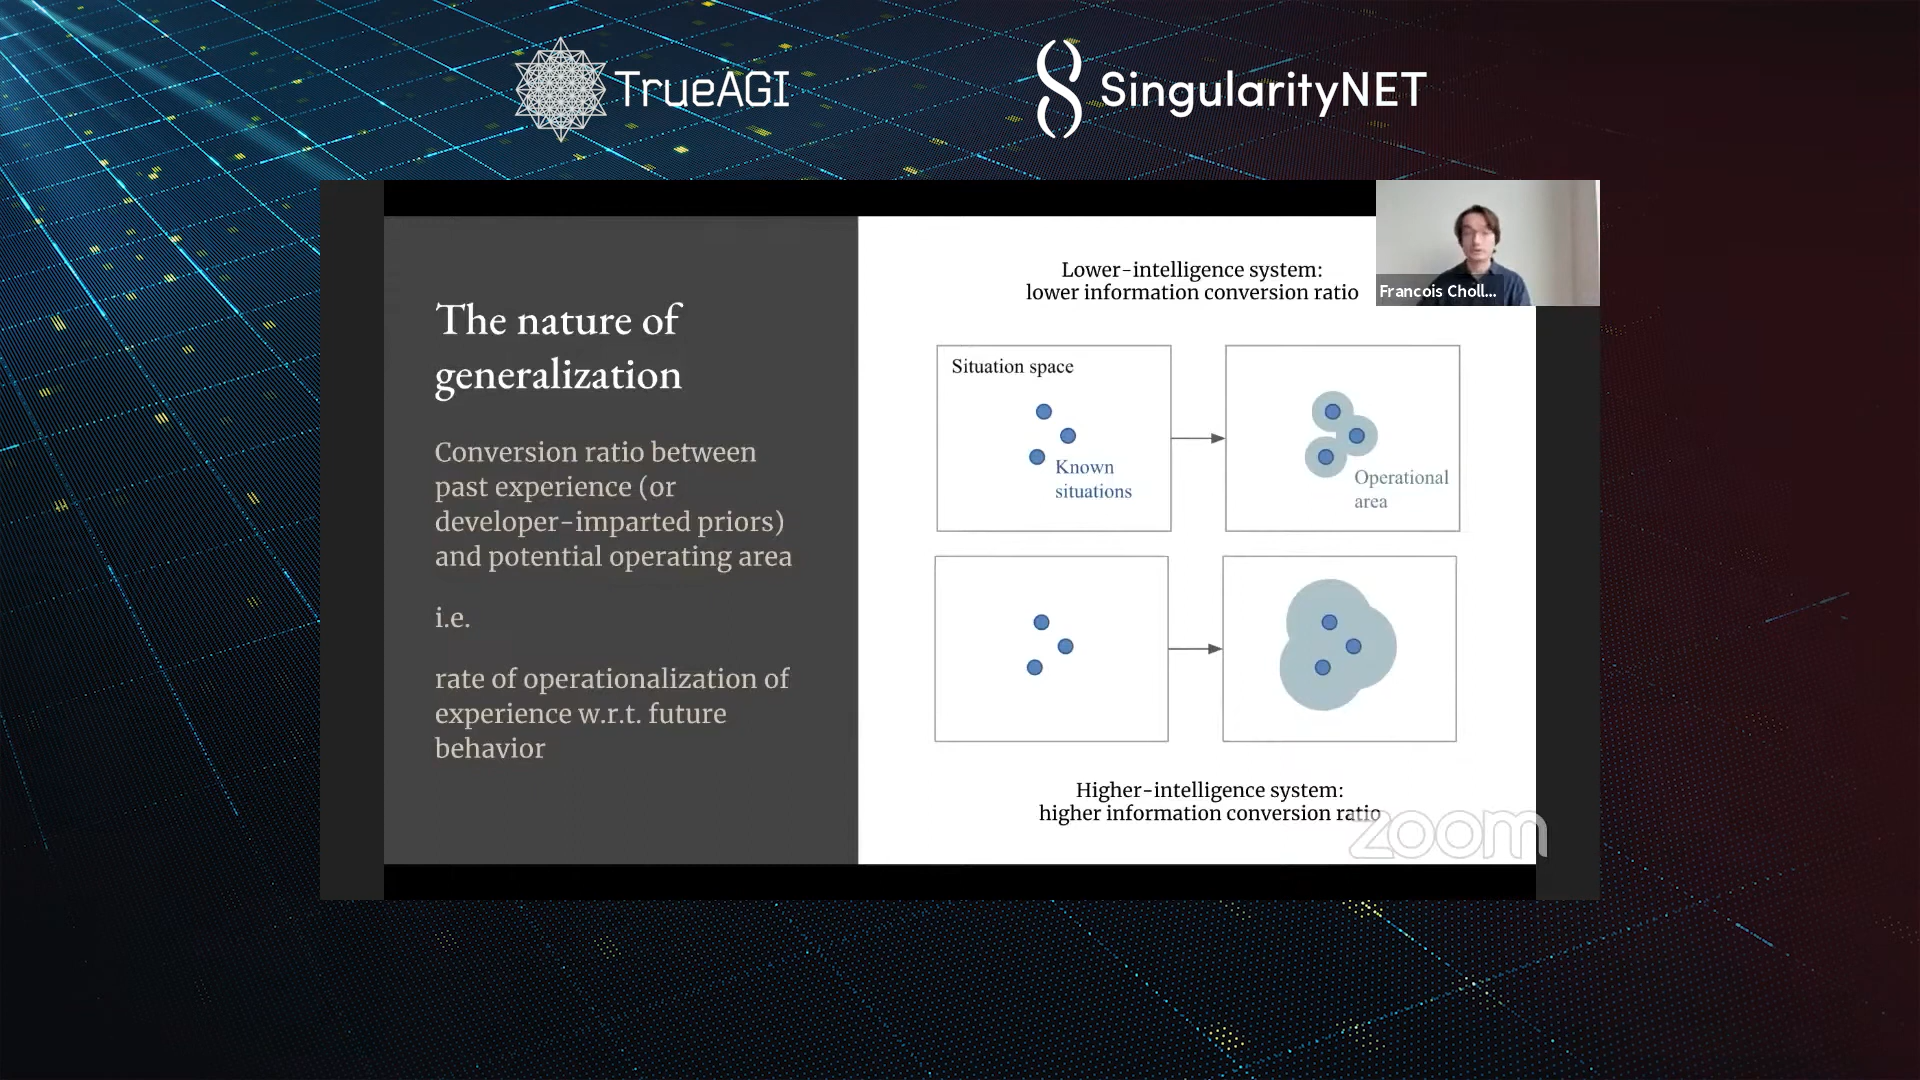 TrueAGI
SingularityNET
The nature of
generalization
Conversion ratio between
past experience (or
developer-imparted priors)
and potential operating area
i.e.
rate of operationalization of
experience w.r.t. future
behavior
Lower-intelligence system:
lower information conversion ratio
Francois Choll...
Situation space
Known
situations
Operational
area
Higher-intelligence system:
higher information conversion ratio
zoom